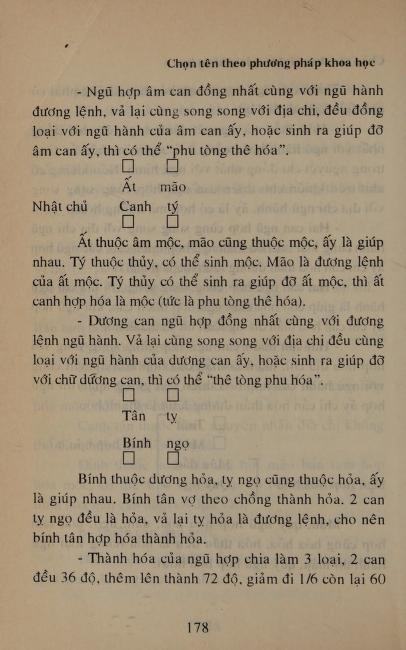 Chọn tên theo phương pháp khoa học
- Ngũ hợp âm can đồng nhất cùng với ngũ hành
đương lệnh, vả lại cùng song song với địa chi, đều đồng
loại với ngũ hành của âm can ấy, hoặc sinh ra giúp đỡ
âm can ấy, thì có thể “phu tòng thê hóa”.
□ □
Ất mão
Nhật chủ Canh tý
□ □
Ất thuộc âm mộc, mão cũng thuộc mộc, ấy là giúp
nhau. Tý thuộc thủy, có thể sinh mộc. Mão là đương lệnh
của ất mộc. Tý thủy có thể sinh ra giúp đỡ ất mộc, thì ất
canh hợp hóa là mộc (tức là phu tòng thê hóa).
- Dương can ngũ hợp đồng nhất cùng với đương
lệnh ngũ hành. Vả lại cùng song song với địa chi đều cùng
loại với ngũ hành của dương can ấy, hoặc sinh ra giúp đỡ
với chữ dương can, thì có thể “thê tòng phu hóa”.
□ □
Tân tỵ
Bính ngọ
□ □
Bính thuộc dương hỏa, tỵ ngọ cũng thuộc hỏa, ấy
là giúp nhau. Bính tân vợ theo chồng thành hỏa. 2 can
tỵ ngọ đều là hỏa, vả lại tỵ hỏa là đương lệnh, cho nên
bính tân hợp hóa thành hỏa.
- Thành hóa của ngũ hợp chia làm 3 loại, 2 can
đều 36 độ, thêm lên thành 72 độ, giảm đi 1/6 còn lại 60
178